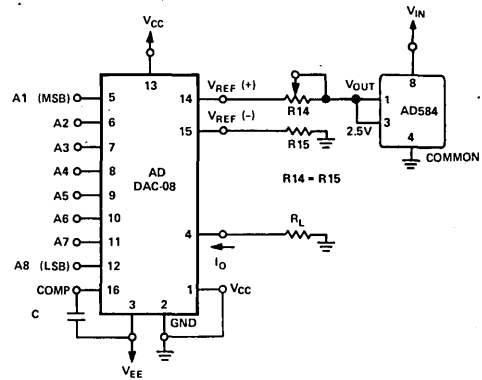 VCC
VIN
13
8
A1 (MSB) 5
14 VREF (+)
R14
VOUT
1
AD584
A2 6
15 VREF (-)
R15
2.5V
3
4
COMMON
A3 7
A4 8
AD
DAC-08
R14 = R15
A5 9
A6 10
A7 11
4
RL
IO
A8 (LSB) 12
COMP 16
1
VCC
C
3
2
GND
VEE